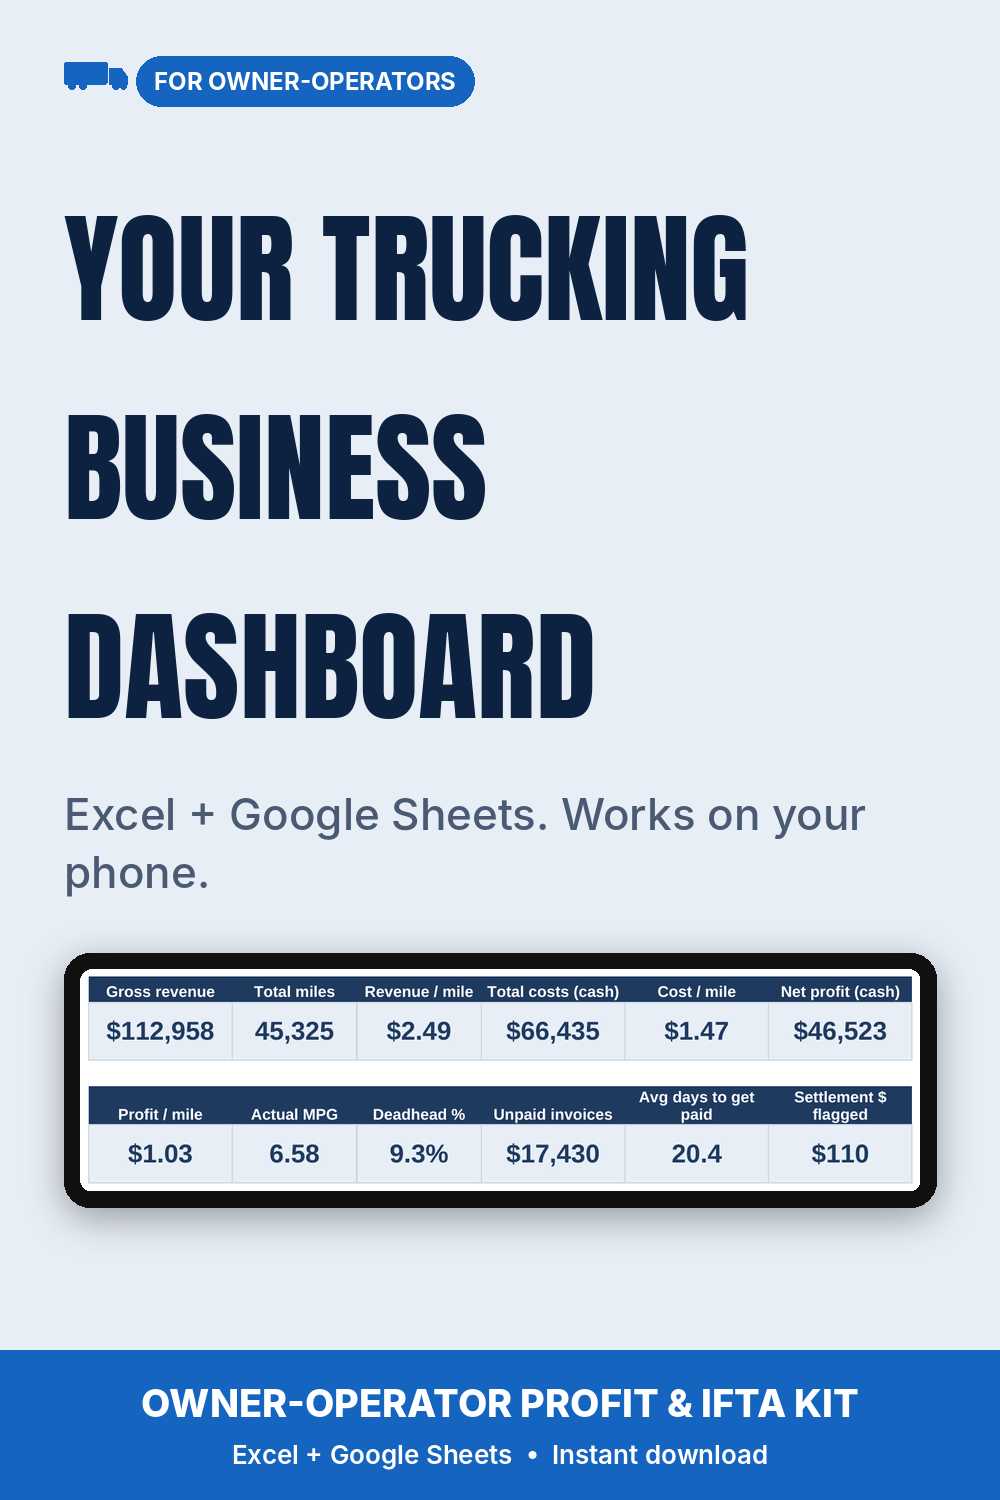 FOR OWNER-OPERATORS
YOUR TRUCKING
BUSINESS
DASHBOARD
Excel + Google Sheets. Works on your
phone.
Gross revenue Total miles Revenue / mile Total costs (cash) Cost / mile Net profit (cash)
$112,958 45,325 $2.49 $66,435 $1.47 $46,523
Profit / mile Actual MPG Deadhead % Unpaid invoices Avg days to get paid Settlement $ flagged
$1.03 6.58 9.3% $17,430 20.4 $110
OWNER-OPERATOR PROFIT & IFTA KIT
Excel + Google Sheets • Instant download